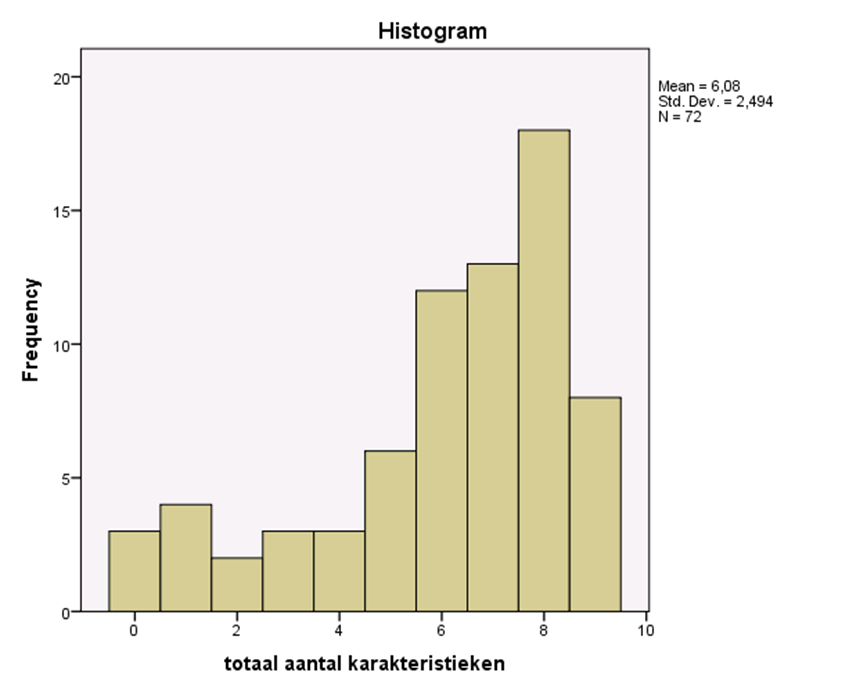 Histogram
Mean = 6,08
Std. Dev. = 2,494
N = 72
Frequency
20
15
10
5
0
0 2 4 6 8 10
totaal aantal karakteristieken